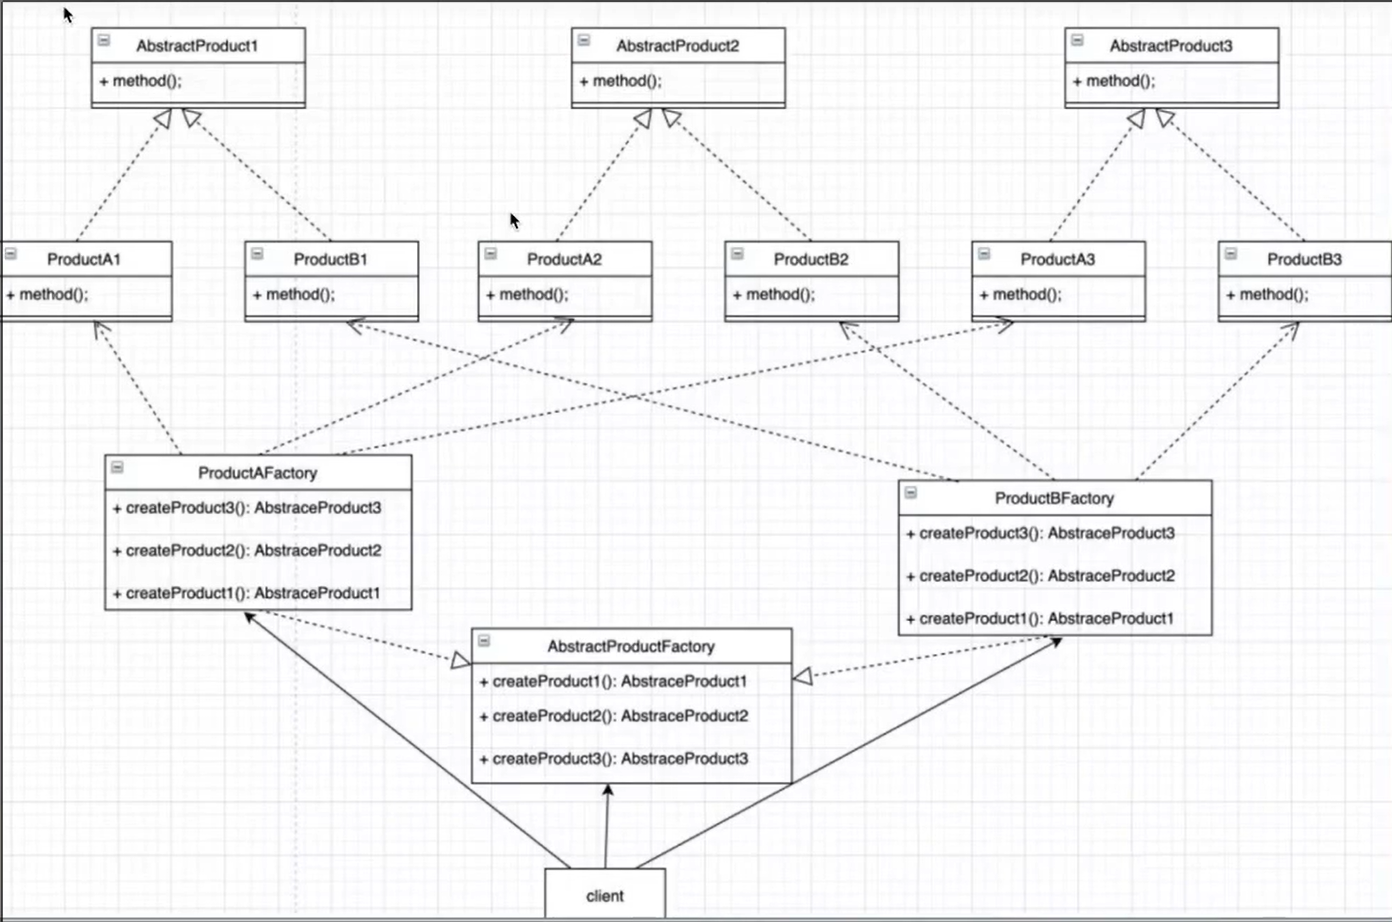 AbstractProduct1
+ method();
AbstractProduct2
+ method();
AbstractProduct3
+ method();
ProductA1
+ method();
ProductB1
+ method();
ProductA2
+ method();
ProductB2
+ method();
ProductA3
+ method();
ProductB3
+ method();
ProductAFactory
+ createProduct3(): AbstraceProduct3
+ createProduct2(): AbstraceProduct2
+ createProduct1(): AbstraceProduct1
ProductBFactory
+ createProduct3(): AbstraceProduct3
+ createProduct2(): AbstraceProduct2
+ createProduct1(): AbstraceProduct1
AbstractProductFactory
+ createProduct1(): AbstraceProduct1
+ createProduct2(): AbstraceProduct2
+ createProduct3(): AbstraceProduct3
client